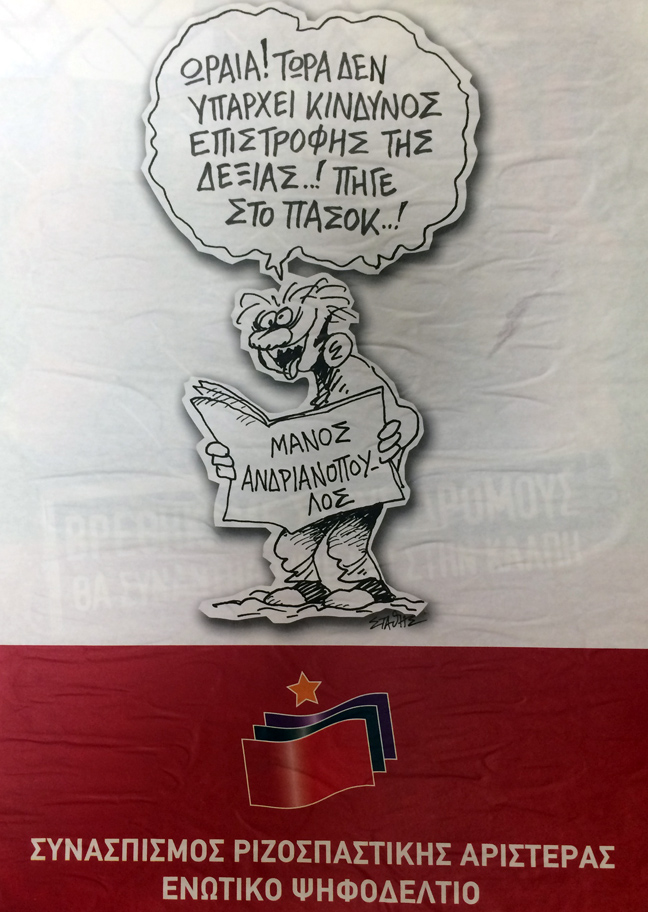 ΩΡΑΙΑ! ΤΩΡΑ ΔΕΝ
ΥΠΑΡΧΕΙ ΚΙΝΔΥΝΟΣ
ΕΠΙΣΤΡΟΦΗΣ ΤΗΣ
ΔΕΞΙΑΣ..! ΠΗΓΕ
ΣΤΟ ΠΑΣΟΚ..!
ΜΑΝΟΣ
ΑΝΔΡΙΑΝΟΠΟΥ-
ΛΟΣ
ΣΤΑΘΗΣ
ΣΥΝΑΣΠΙΣΜΟΣ ΡΙΖΟΣΠΑΣΤΙΚΗΣ ΑΡΙΣΤΕΡΑΣ
ΕΝΩΤΙΚΟ ΨΗΦΟΔΕΛΤΙΟ